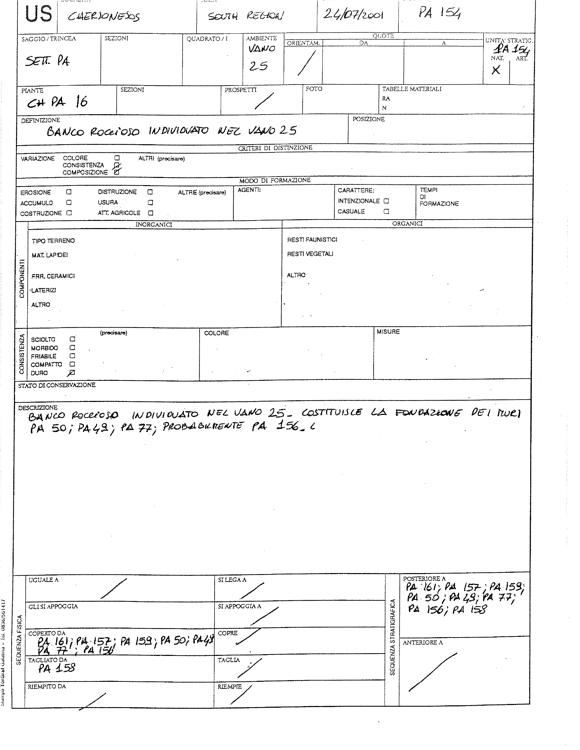 US CHERSONESOS SOUTH REGION 24/07/2001 PA 154
SAGGIO / TRINCEA SEZIONI QUADRATO / I AMBIENTE ORIENTAM. QUOTE UNITA' STRATIG.
DA A
SETT. PA VANO PA 154
25 NAT. ART.
X
PIANTE SEZIONI PROSPETTI FOTO TABELLE MATERIALI
CH PA 16 RA
N
DEFINIZIONE POSIZIONE
BANCO ROCCIOSO INDIVIDUATO NEL VANO 25
CRITERI DI DISTINZIONE
VARIAZIONE COLORE ALTRI (precisare)
CONSISTENZA
COMPOSIZIONE
MODO DI FORMAZIONE
EROSIONE DISTRUZIONE ALTRE (precisare) AGENTI: CARATTERE: TEMPI
ACCUMULO USURA INTENZIONALE DI
COSTRUZIONE ATT. AGRICOLE CASUALE FORMAZIONE
INORGANICI ORGANICI
COMPONENTI
TIPO TERRENO RESTI FAUNISTICI
MAT. LAPIDEI RESTI VEGETALI
FRR. CERAMICI ALTRO
LATERIZI
ALTRO
CONSISTENZA
(precisare) COLORE MISURE
SCIOLTO
MORBIDO
FRIABILE
COMPATTO
DURO
STATO DI CONSERVAZIONE
DESCRIZIONE
BANCO ROCCIOSO INDIVIDUATO NEL VANO 25_ COSTITUISCE LA FONDAZIONE DEI MURI
PA 50; PA 49; PA 77; PROBABILMENTE PA 156_
SEQUENZA FISICA
UGUALE A SI LEGA A
GLI SI APPOGGIA SI APPOGGIA A
COPERTO DA COPRE
PA 161; PA 157; PA 159; PA 50; PA 49
PA 77; PA 156
TAGLIATO DA TAGLIA
PA 158
RIEMPITO DA RIEMPIE
SEQUENZA STRATIGRAFICA
POSTERIORE A
PA 161; PA 157; PA 159;
PA 50; PA 49; PA 77;
PA 156; PA 158
ANTERIORE A